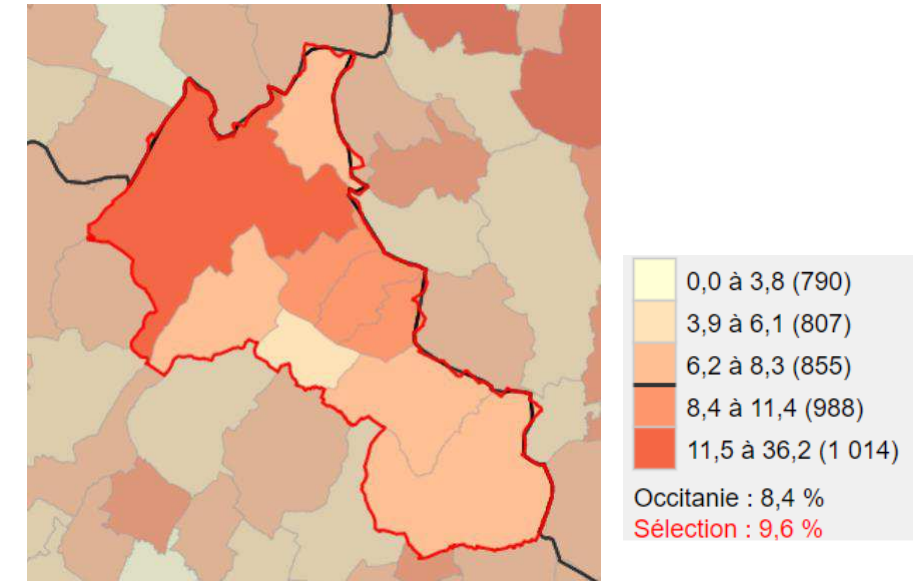 0,0 à 3,8 (790)
3,9 à 6,1 (807)
6,2 à 8,3 (855)
8,4 à 11,4 (988)
11,5 à 36,2 (1 014)
Occitanie : 8,4 %
Sélection : 9,6 %